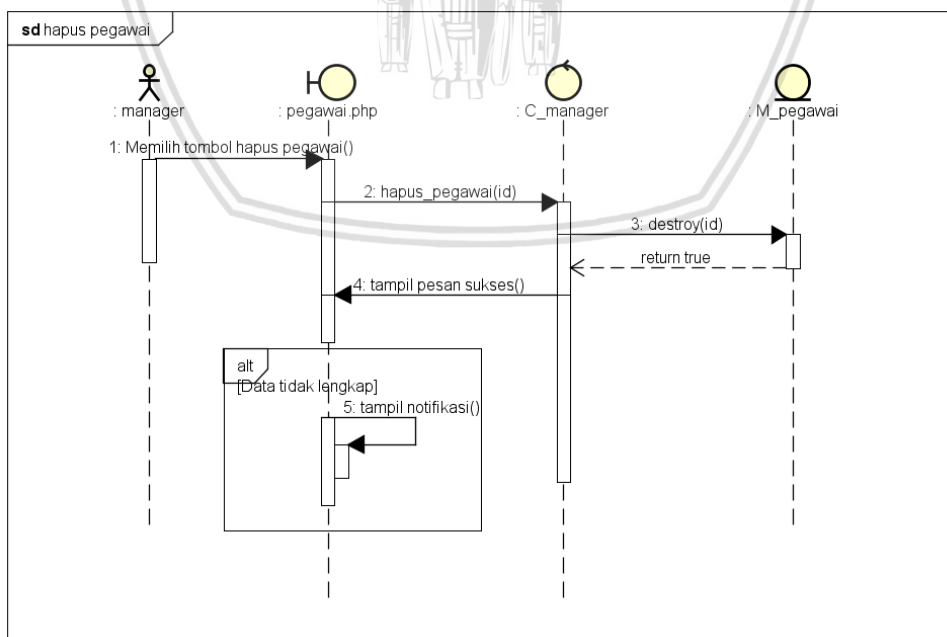 sd hapus pegawai
: manager
: pegawai.php
: C_manager
: M_pegawai
1: Memilih tombol hapus pegawai()
2: hapus_pegawai(id)
3: destroy(id)
return true
4: tampil pesan sukses()
alt
[Data tidak lengkap]
5: tampil notifikasi()